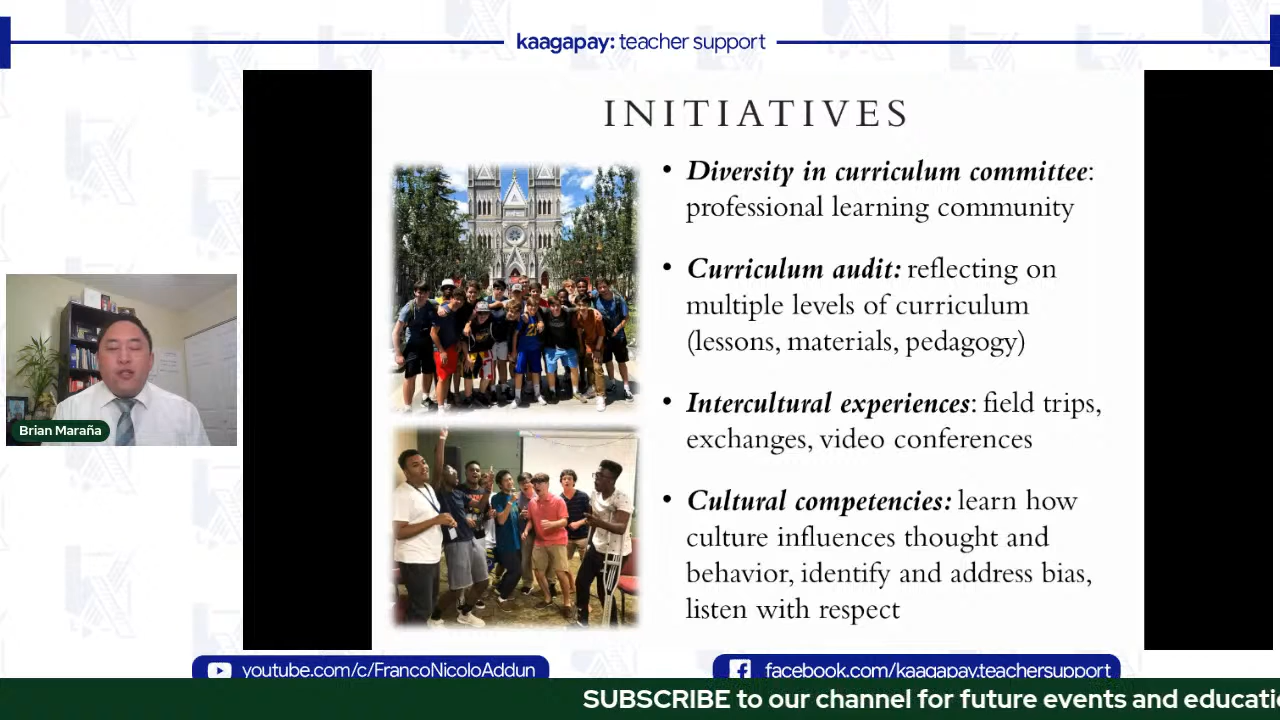 kaagapay: teacher support
INITIATIVES
• Diversity in curriculum committee:
professional learning community
• Curriculum audit: reflecting on
multiple levels of curriculum
(lessons, materials, pedagogy)
• Intercultural experiences: field trips,
exchanges, video conferences
• Cultural competencies: learn how
culture influences thought and
behavior, identify and address bias,
listen with respect
Brian Maraña
youtube.com/c/FrancoNicoloAddun
facebook.com/kaagapay.teachersupport
SUBSCRIBE to our channel for future events and educati